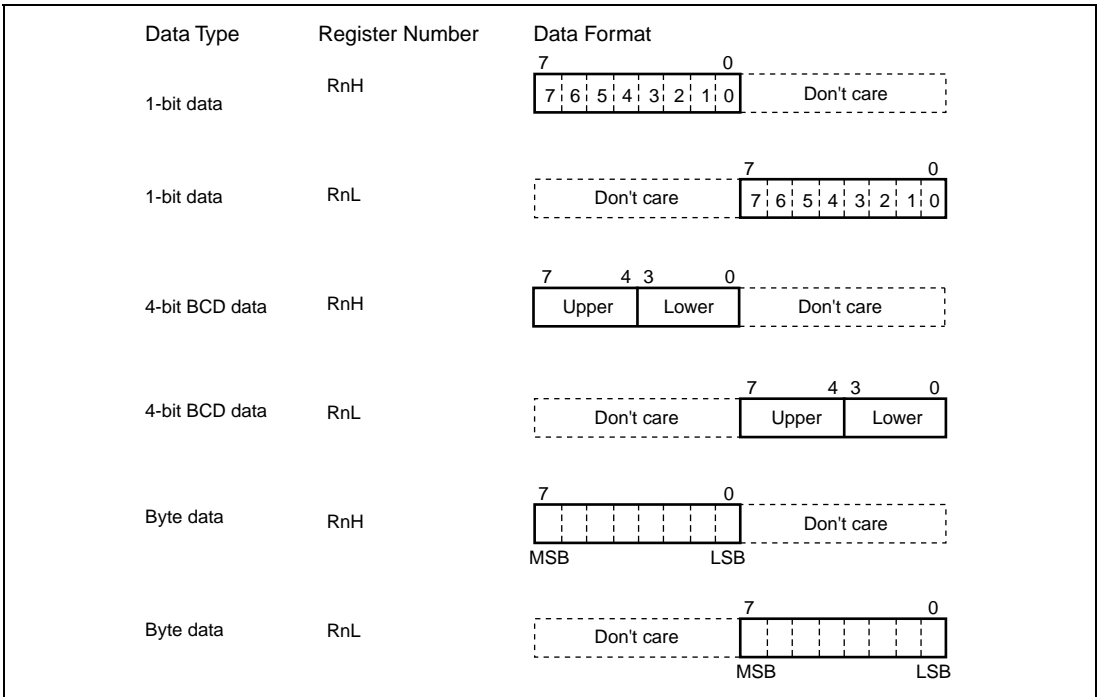 Data Type Register Number Data Format
7 0
1-bit data RnH 7 6 5 4 3 2 1 0 Don't care
7 0
1-bit data RnL Don't care 7 6 5 4 3 2 1 0
7 4 3 0
4-bit BCD data RnH Upper Lower Don't care
7 4 3 0
4-bit BCD data RnL Don't care Upper Lower
7 0
Byte data RnH Don't care
MSB LSB
7 0
Byte data RnL Don't care
MSB LSB